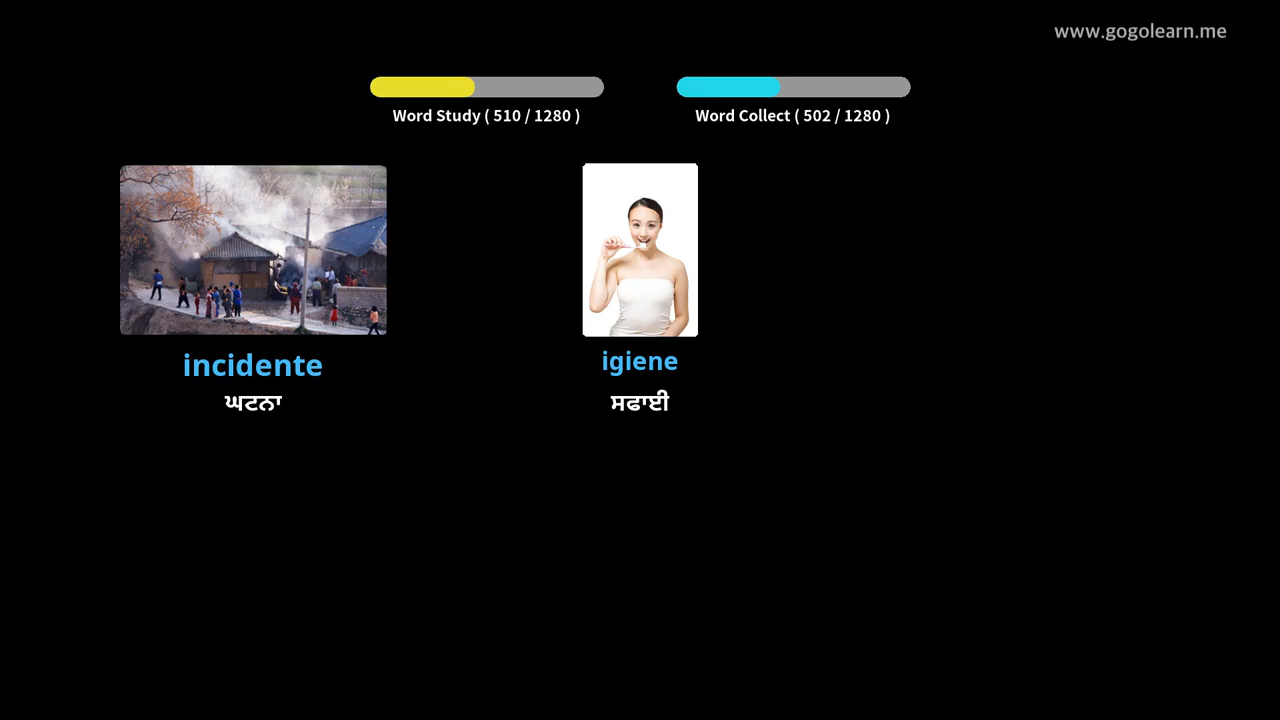 www.gogolearn.me
Word Study ( 510 / 1280 )
Word Collect ( 502 / 1280 )
incidente
ਘਟਨਾ
igiene
ਸਫਾਈ